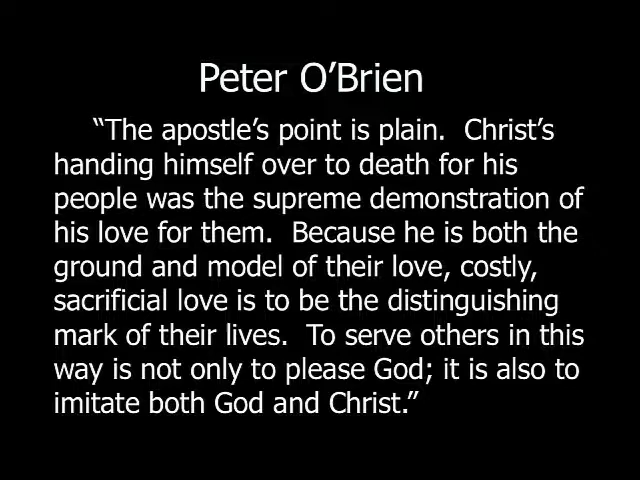 Peter O’Brien
“The apostle’s point is plain.  Christ’s
handing himself over to death for his
people was the supreme demonstration of
his love for them.  Because he is both the
ground and model of their love, costly,
sacrificial love is to be the distinguishing
mark of their lives.  To serve others in this
way is not only to please God; it is also to
imitate both God and Christ.”